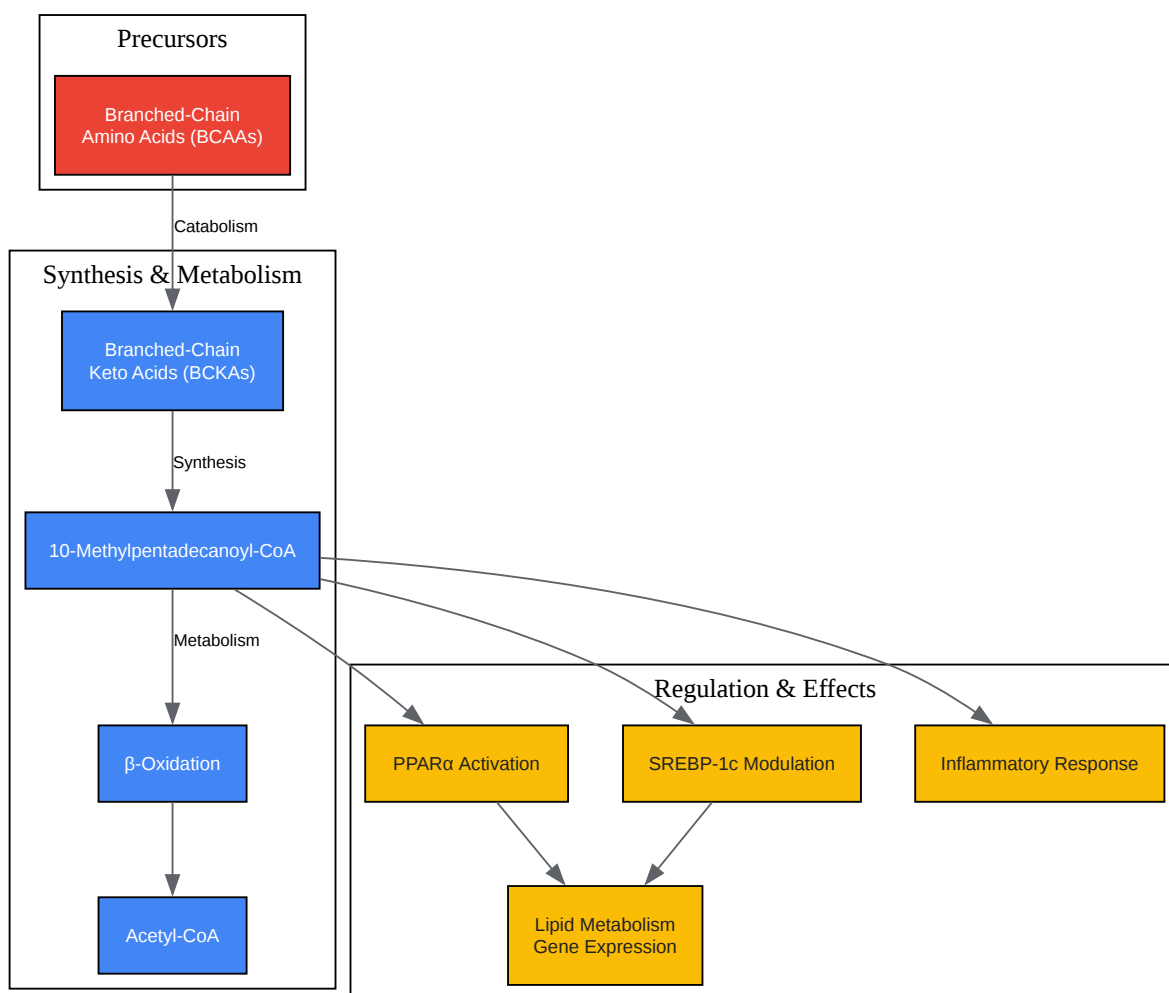 Precursors
Branched-Chain
Amino Acids (BCAAs)
Catabolism
Synthesis & Metabolism
Branched-Chain
Keto Acids (BCKAs)
Synthesis
10-Methylpentadecanoyl-CoA
Metabolism
Regulation & Effects
β-Oxidation
PPARα Activation
SREBP-1c Modulation
Inflammatory Response
Acetyl-CoA
Lipid Metabolism
Gene Expression